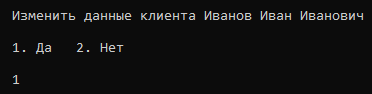 Изменить данные клиента Иванов Иван Иванович
1. Да   2. Нет
1